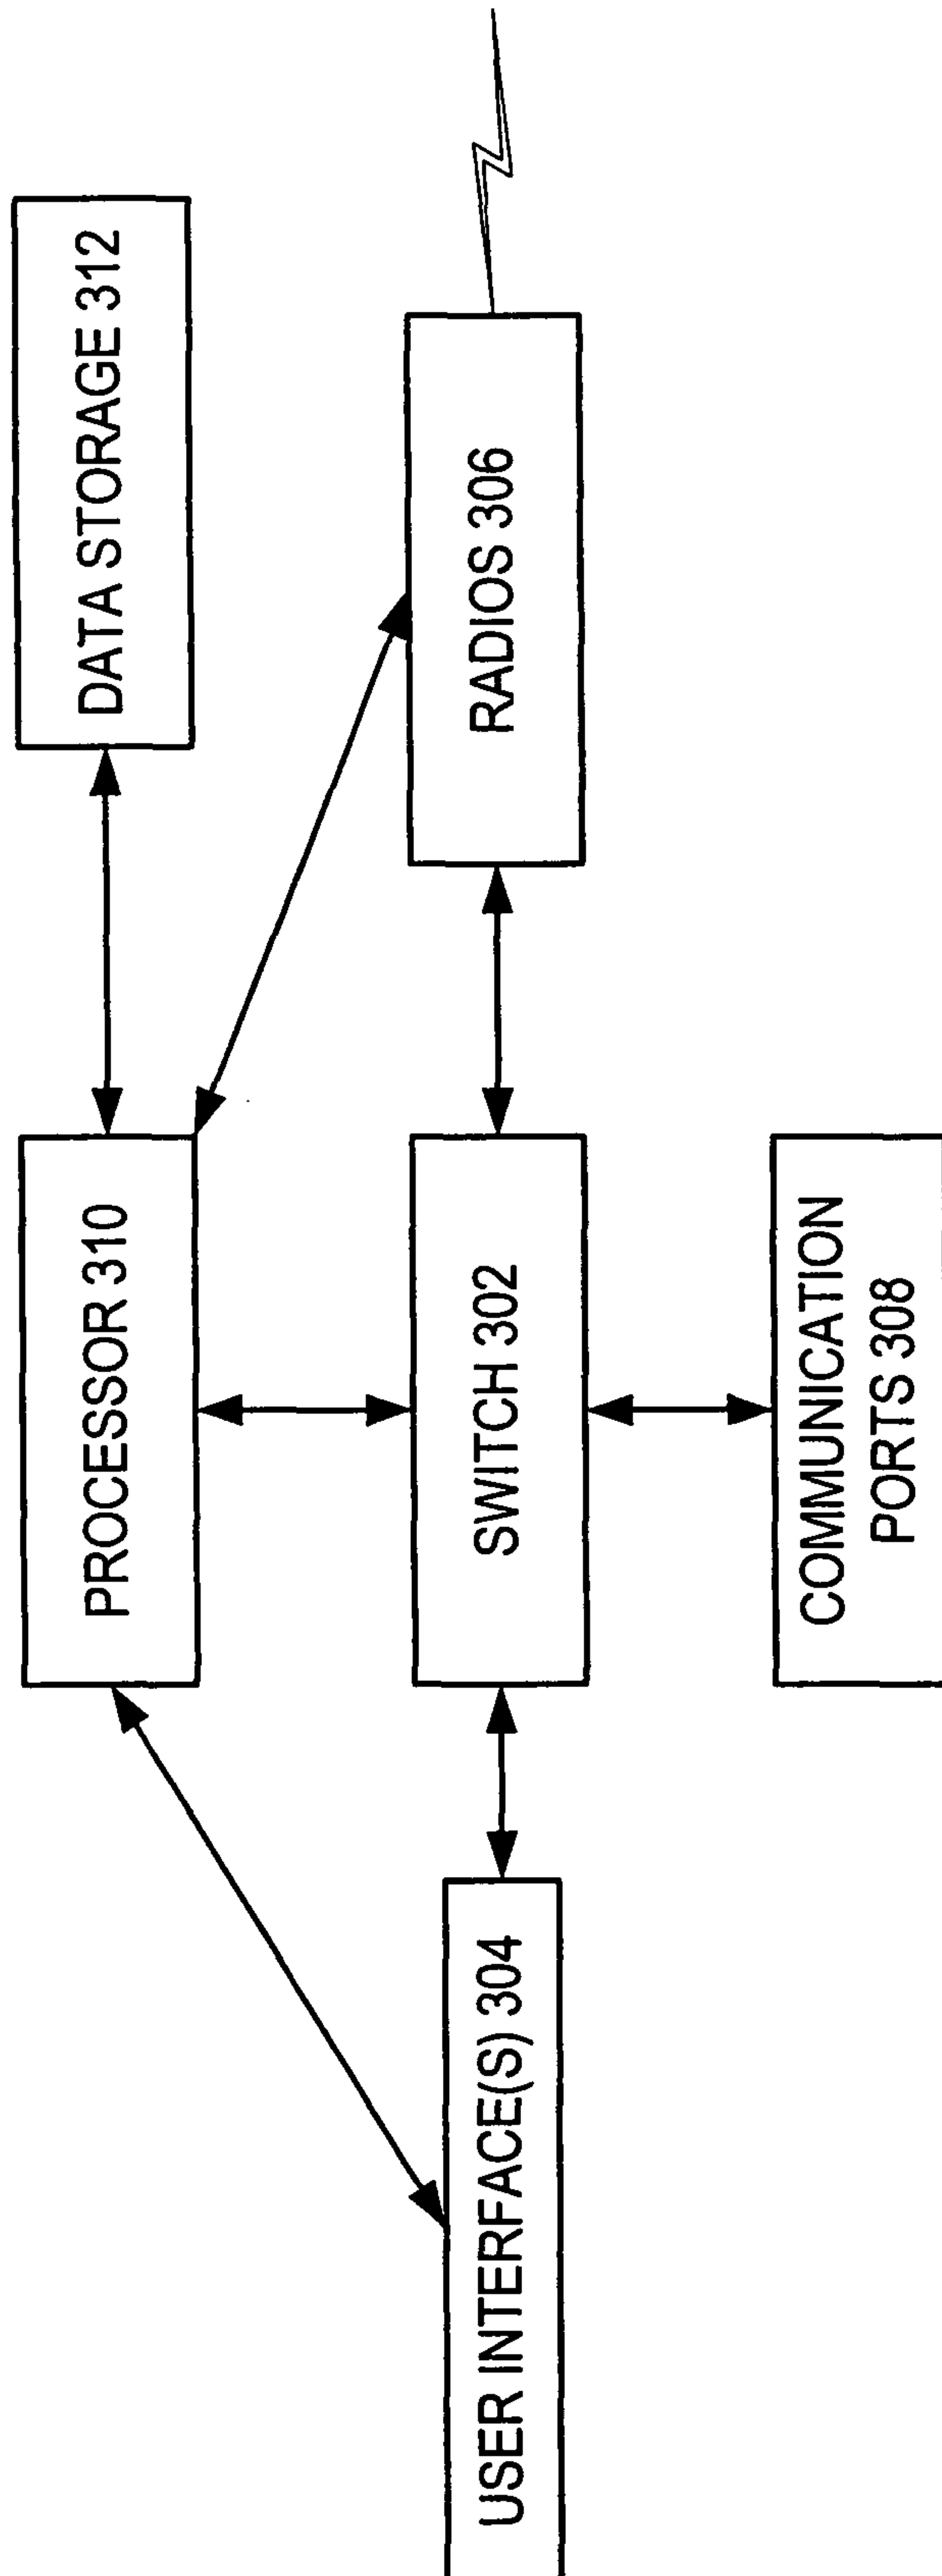 PROCESSOR 310
DATA STORAGE 312
USER INTERFACE(S) 304
SWITCH 302
RADIOS 306
COMMUNICATION
PORTS 308